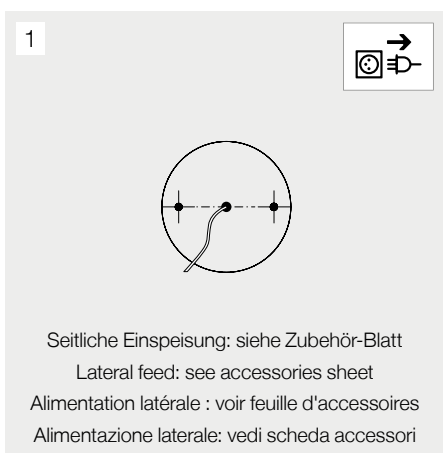 1
Seitliche Einspeisung: siehe Zubehör-Blatt
Lateral feed: see accessories sheet
Alimentation latérale : voir feuille d'accessoires
Alimentazione laterale: vedi scheda accessori